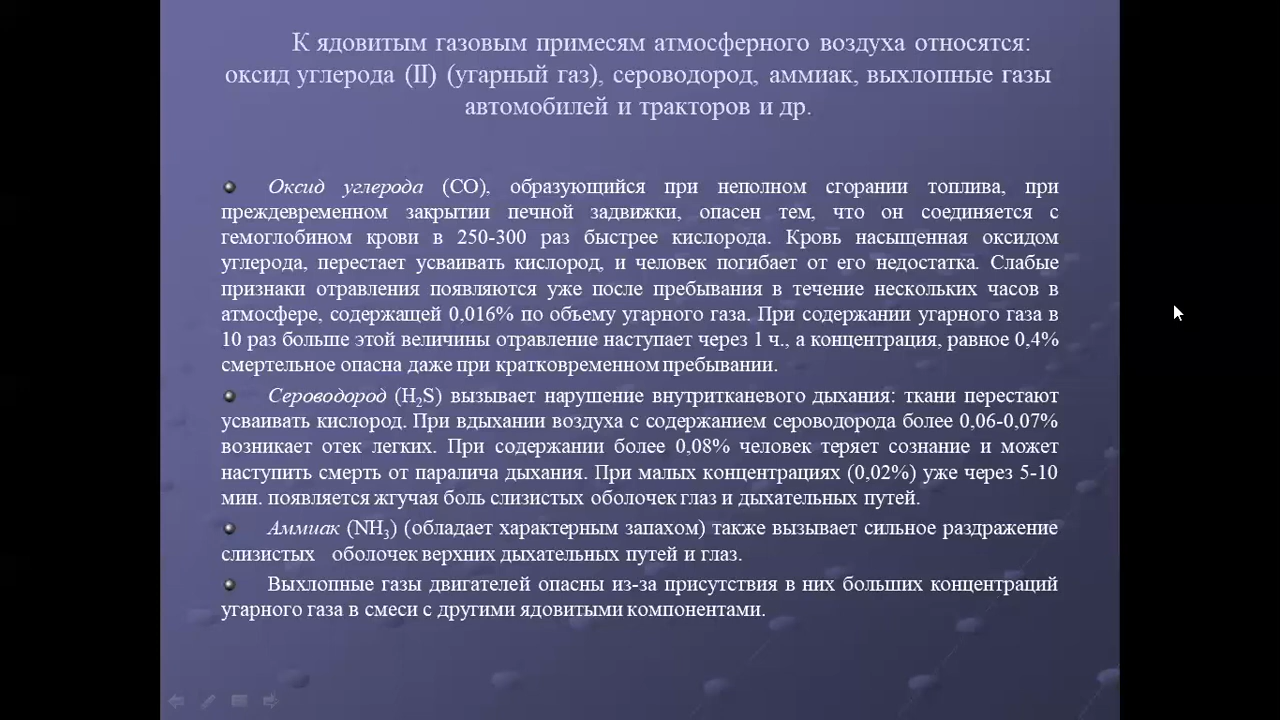 К ядовитым газовым примесям атмосферного воздуха относятся:
оксид углерода (II) (угарный газ), сероводород, аммиак, выхлопные газы
автомобилей и тракторов и др.
Оксид углерода (СО), образующийся при неполном сгорании топлива, при
преждевременном закрытии печной задвижки, опасен тем, что он соединяется с
гемоглобином крови в 250-300 раз быстрее кислорода. Кровь насыщенная оксидом
углерода, перестает усваивать кислород, и человек погибает от его недостатка. Слабые
признаки отравления появляются уже после пребывания в течение нескольких часов в
атмосфере, содержащей 0,016% по объему угарного газа. При содержании угарного газа в
10 раз больше этой величины отравление наступает через 1 ч., а концентрация, равное 0,4%
смертельное опасна даже при кратковременном пребывании.
Сероводород (H₂S) вызывает нарушение внутритканевого дыхания: ткани перестают
усваивать кислород. При вдыхании воздуха с содержанием сероводорода более 0,06-0,07%
возникает отек легких. При содержании более 0,08% человек теряет сознание и может
наступить смерть от паралича дыхания. При малых концентрациях (0,02%) уже через 5-10
мин. появляется жгучая боль слизистых оболочек глаз и дыхательных путей.
Аммиак (NH₃) (обладает характерным запахом) также вызывает сильное раздражение
слизистых оболочек верхних дыхательных путей и глаз.
Выхлопные газы двигателей опасны из-за присутствия в них больших концентраций
угарного газа в смеси с другими ядовитыми компонентами.